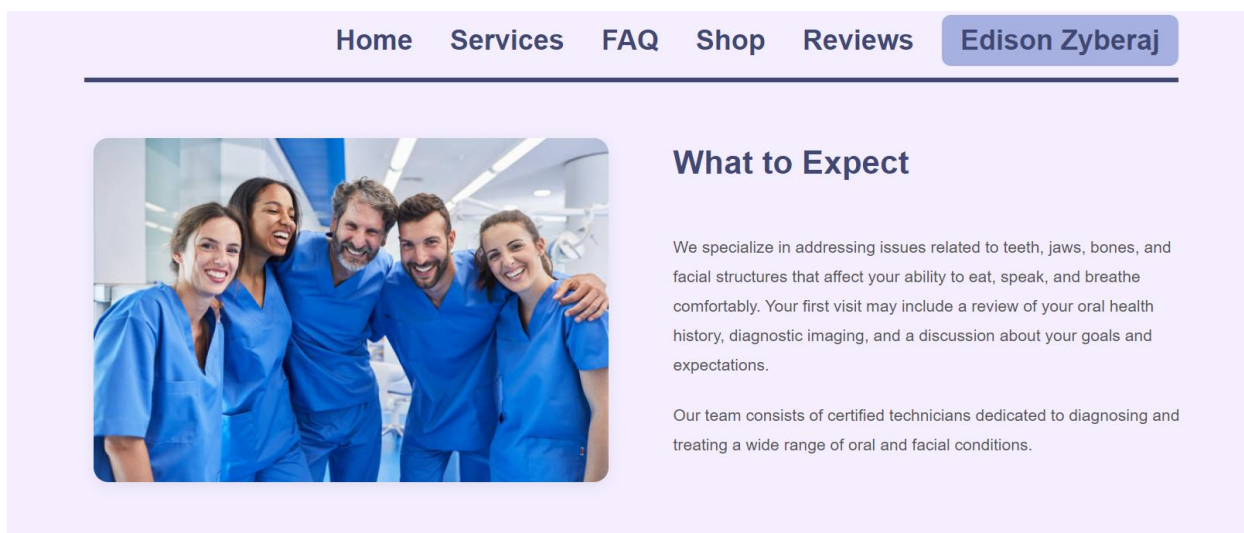 Home Services FAQ Shop Reviews Edison Zyberaj
What to Expect
We specialize in addressing issues related to teeth, jaws, bones, and
facial structures that affect your ability to eat, speak, and breathe
comfortably. Your first visit may include a review of your oral health
history, diagnostic imaging, and a discussion about your goals and
expectations.
Our team consists of certified technicians dedicated to diagnosing and
treating a wide range of oral and facial conditions.